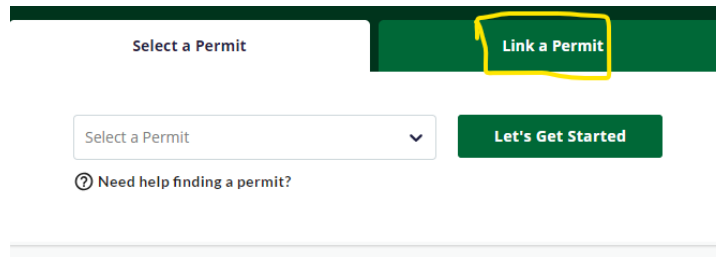 Select a Permit
Link a Permit
Select a Permit
Let's Get Started
Need help finding a permit?